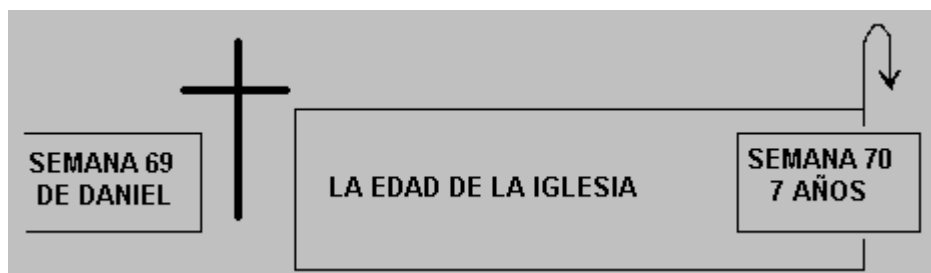 SEMANA 69
DE DANIEL
LA EDAD DE LA IGLESIA
SEMANA 70
7 AÑOS